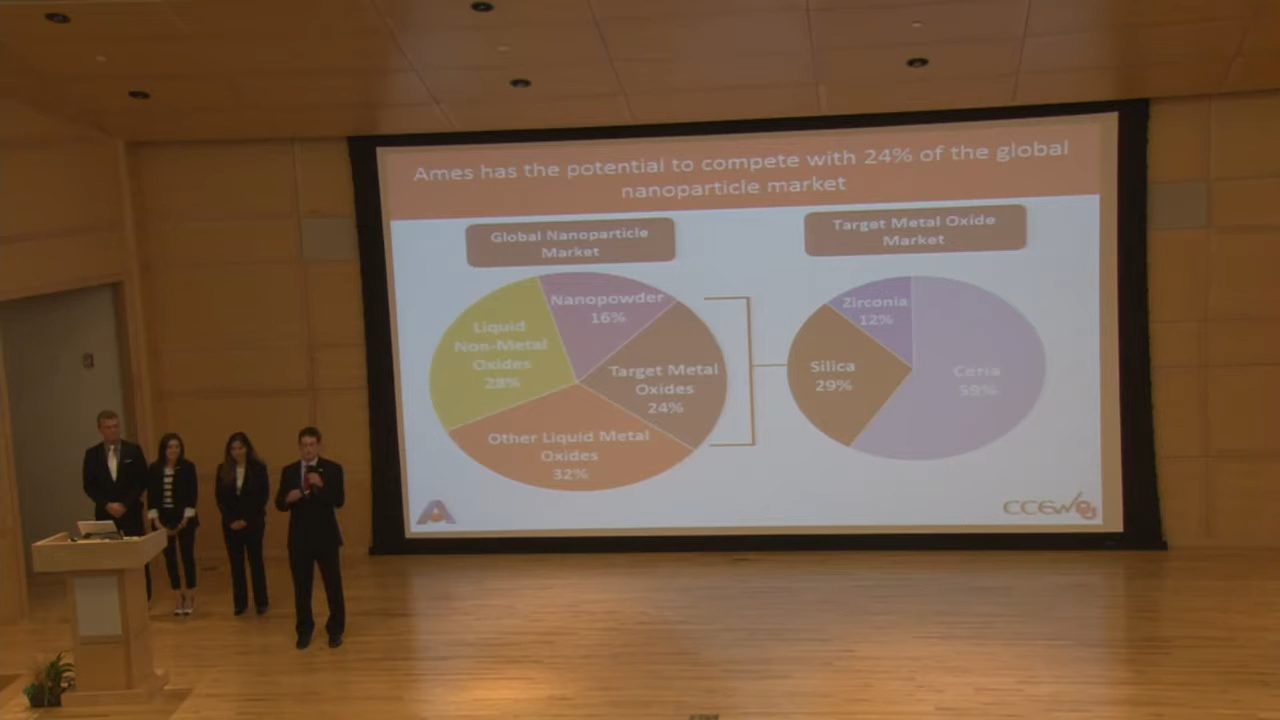 Ames has the potential to compete with 24% of the global
nanoparticle market
Global Nanoparticle
Market
Target Metal Oxide
Market
Nanopowder
16%
Liquid
Non-Metal
Oxides
28%
Target Metal
Oxides
24%
Other Liquid Metal
Oxides
32%
Zirconia
12%
Silica
29%
Ceria
59%